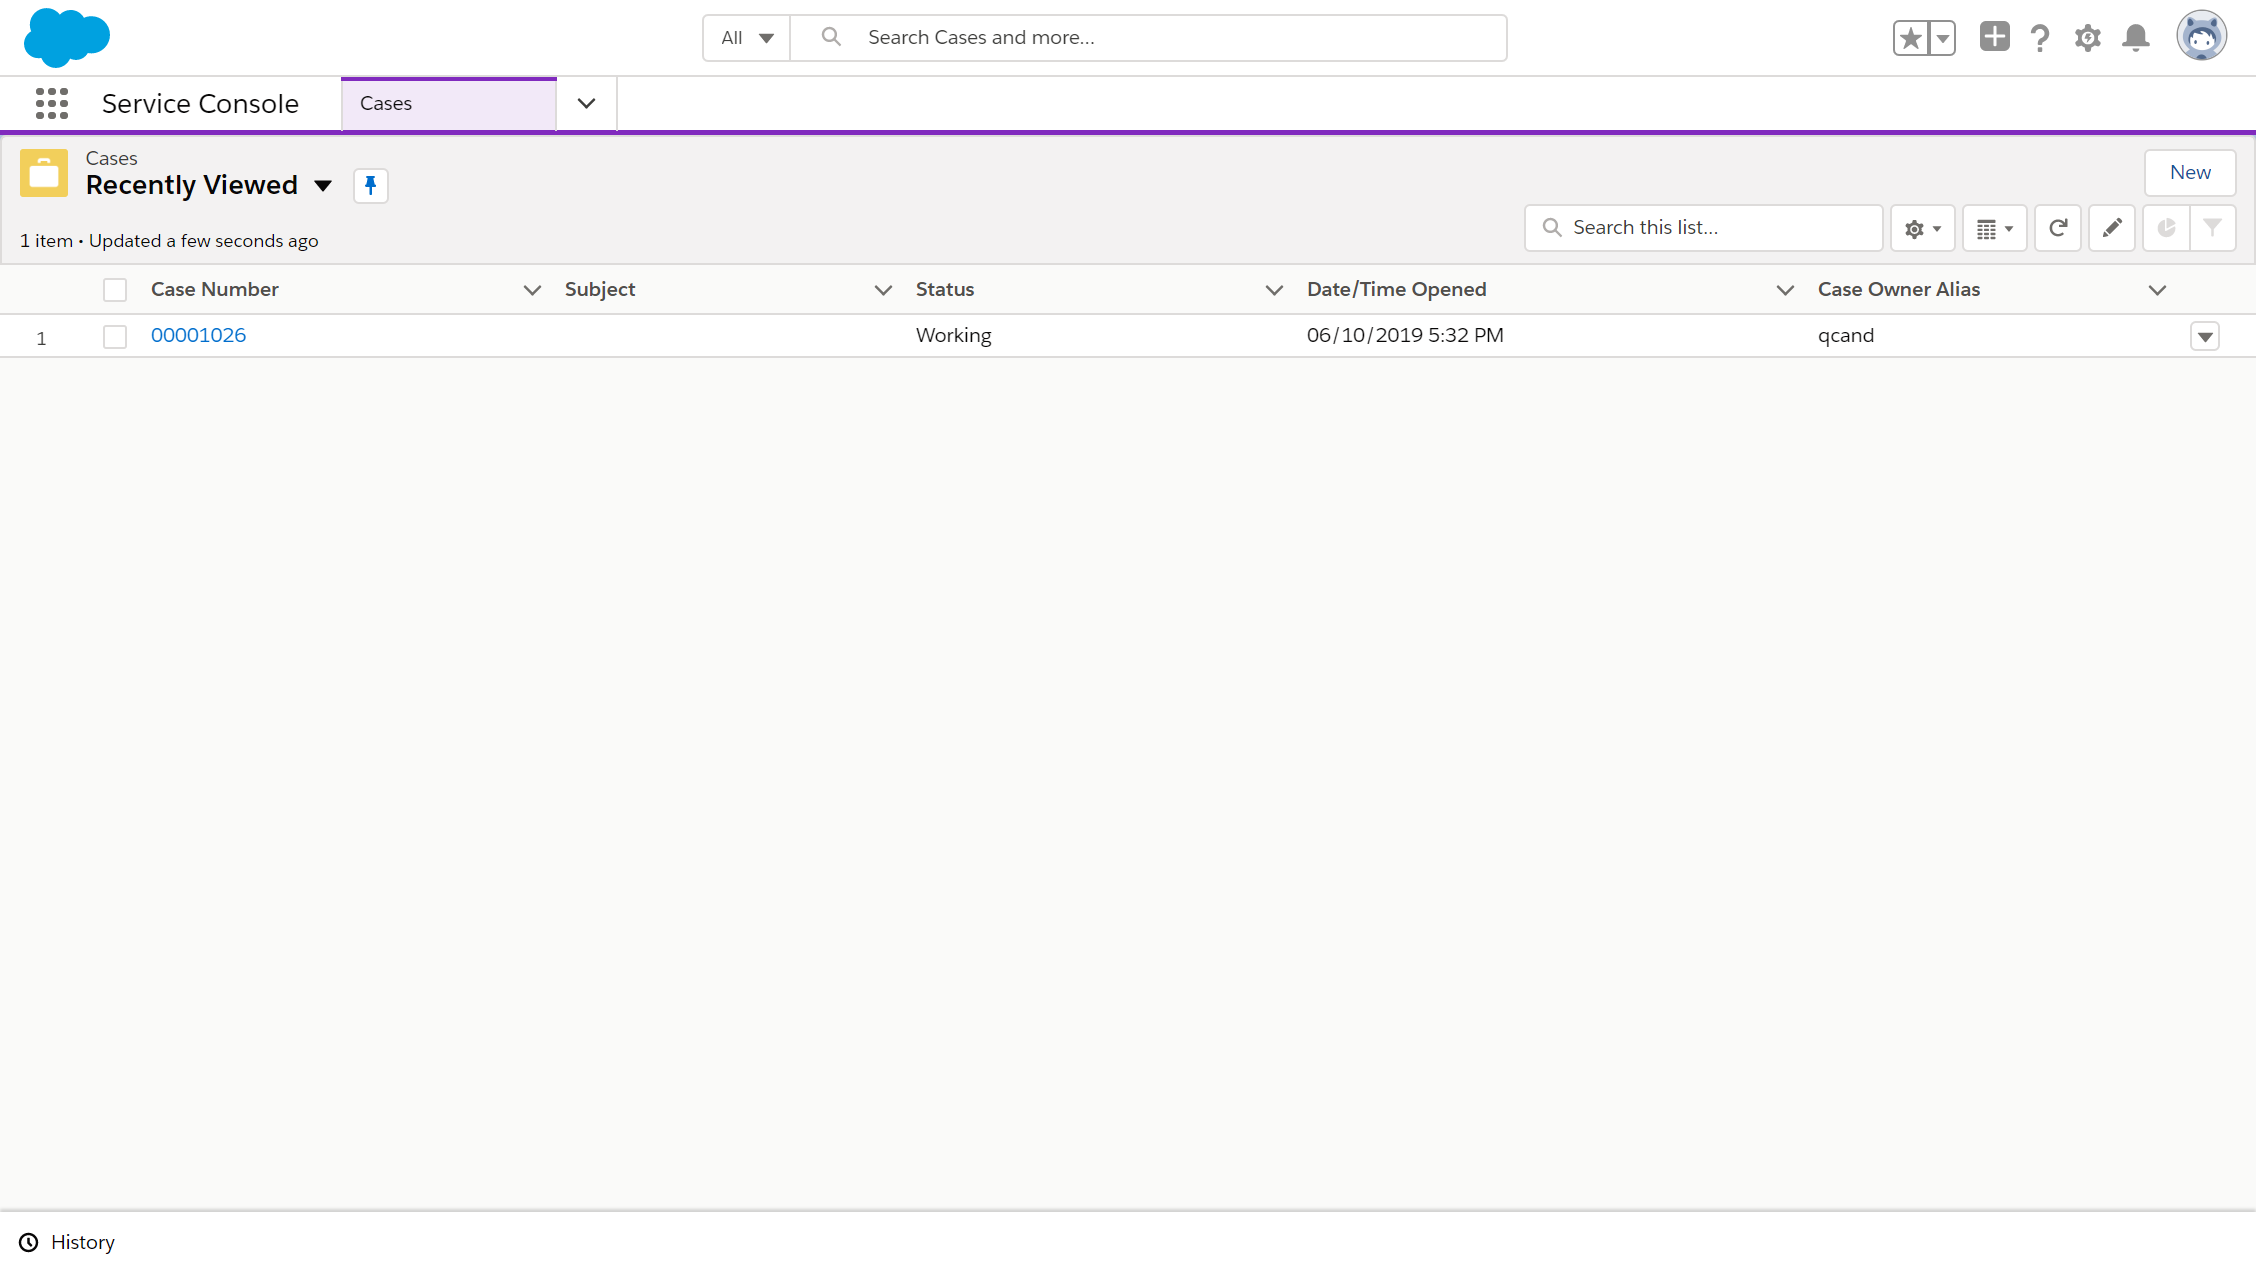 All
Search Cases and more...
Service Console
Cases
Cases
Recently Viewed
New
1 item • Updated a few seconds ago
Search this list...
Case Number Subject Status Date/Time Opened Case Owner Alias
1 00001026 Working 06/10/2019 5:32 PM qcand
History